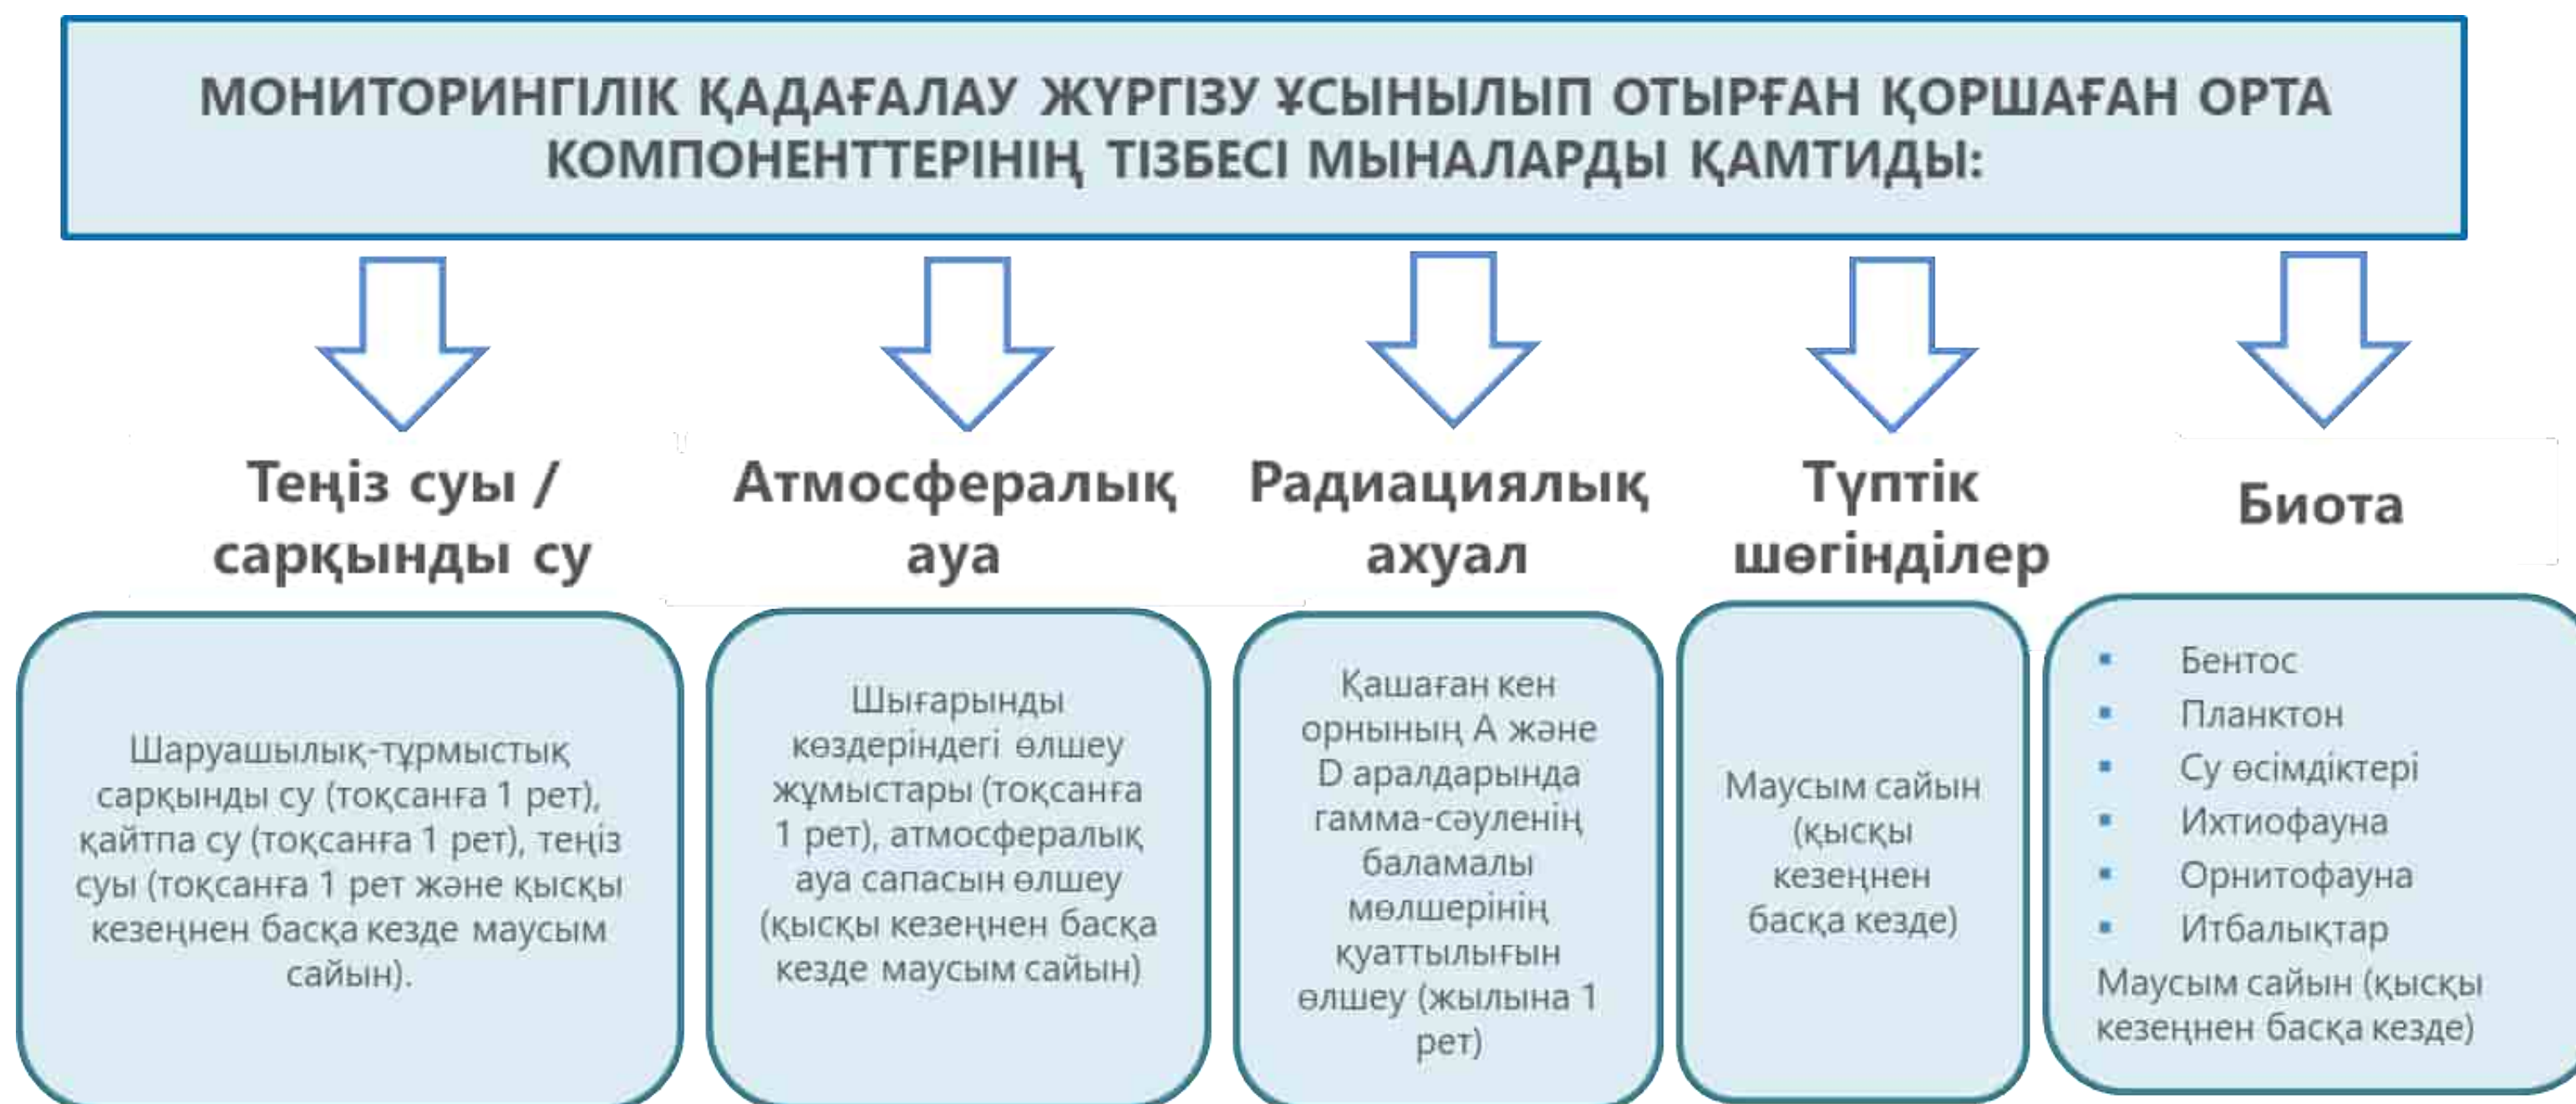 МОНИТОРИНГІЛІК ҚАДАҒАЛАУ ЖҮРГІЗУ ҰСЫНЫЛЫП ОТЫРҒАН ҚОРШАҒАН ОРТА
КОМПОНЕНТТЕРІНІҢ ТІЗБЕСІ МЫНАЛАРДЫ ҚАМТИДЫ:
Теңіз суы /
сарқынды су
Шаруашылық-тұрмыстық
сарқынды су (тоқсанға 1 рет),
қайтпа су (тоқсанға 1 рет), теңіз
суы (тоқсанға 1 рет және қысқы
кезеңнен басқа кезде маусым
сайын).
Атмосфералық
ауа
Шығарынды
көздеріндегі өлшеу
жұмыстары (тоқсанға
1 рет), атмосфералық
ауа сапасын өлшеу
(қысқы кезеңнен басқа
кезде маусым сайын)
Радиациялық
ахуал
Қашаған кен
орнының А және
D аралдарында
гамма-сәуленің
баламалы
мөлшерінің
қуаттылығын
өлшеу (жылына 1
рет)
Түптік
шөгінділер
Маусым сайын
(қысқы
кезеңнен
басқа кезде)
Биота
▪ Бентос
▪ Планктон
▪ Су өсімдіктері
▪ Ихтиофауна
▪ Орнитофауна
▪ Итбалықтар
Маусым сайын (қысқы
кезеңнен басқа кезде)